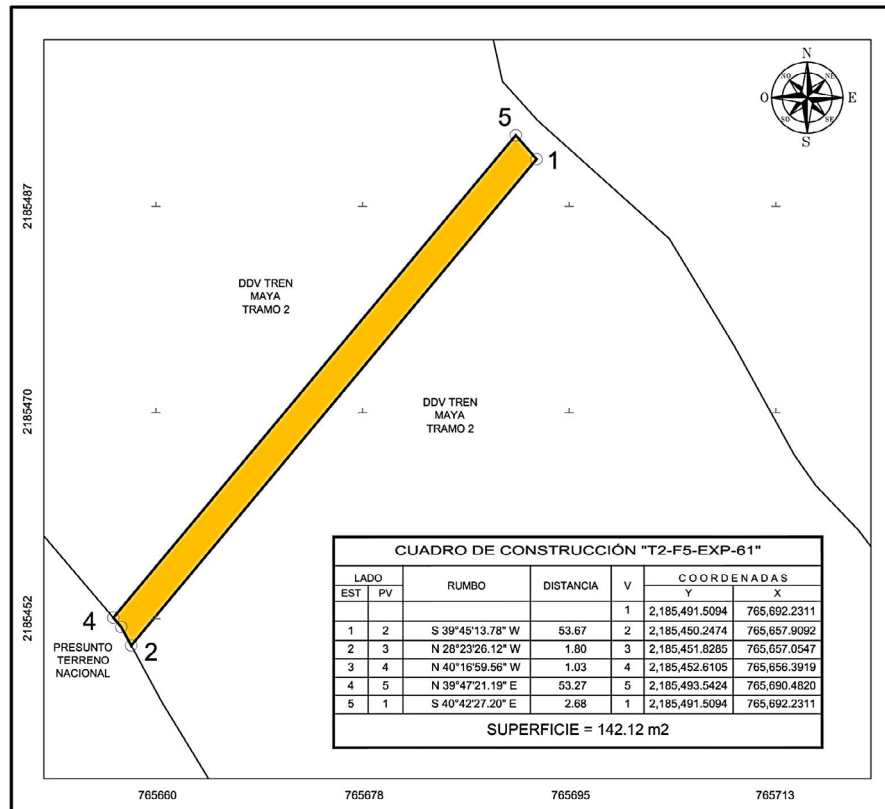 N
NO NE
O E
SO SE
S
5
1
2185487
DDV TREN
MAYA
TRAMO 2
DDV TREN
MAYA
TRAMO 2
2185470
2185452
4
2
PRESUNTO
TERRENO
NACIONAL
CUADRO DE CONSTRUCCIÓN "T2-F5-EXP-61"
LADO RUMBO DISTANCIA V COORDENADAS
EST PV Y X
1 2,185,491.5094 765,692.2311
1 2 S 39°45'13.78" W 53.67 2 2,185,450.2474 765,657.9092
2 3 N 28°23'26.12" W 1.80 3 2,185,451.8285 765,657.0547
3 4 N 40°16'59.56" W 1.03 4 2,185,452.6105 765,656.3919
4 5 N 39°47'21.19" E 53.27 5 2,185,493.5424 765,690.4820
5 1 S 40°42'27.20" E 2.68 1 2,185,491.5094 765,692.2311
SUPERFICIE = 142.12 m2
765660 765678 765695 765713